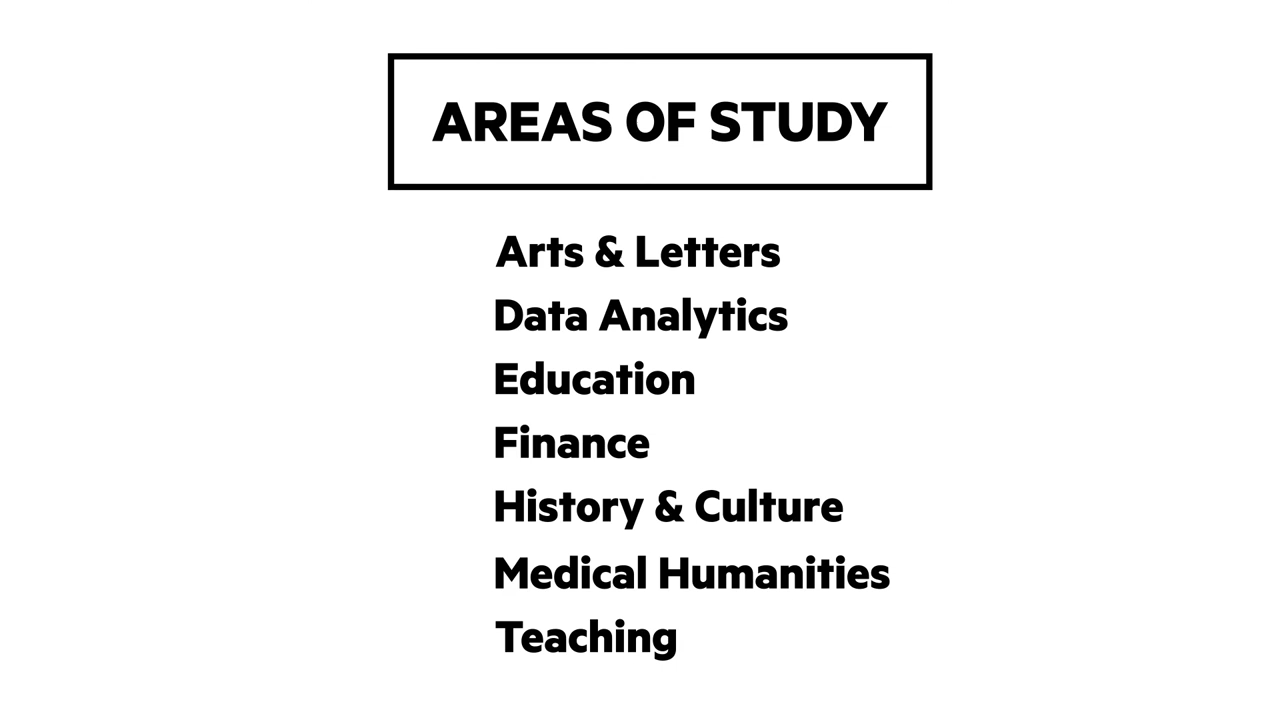 AREAS OF STUDY
Arts & Letters
Data Analytics
Education
Finance
History & Culture
Medical Humanities
Teaching